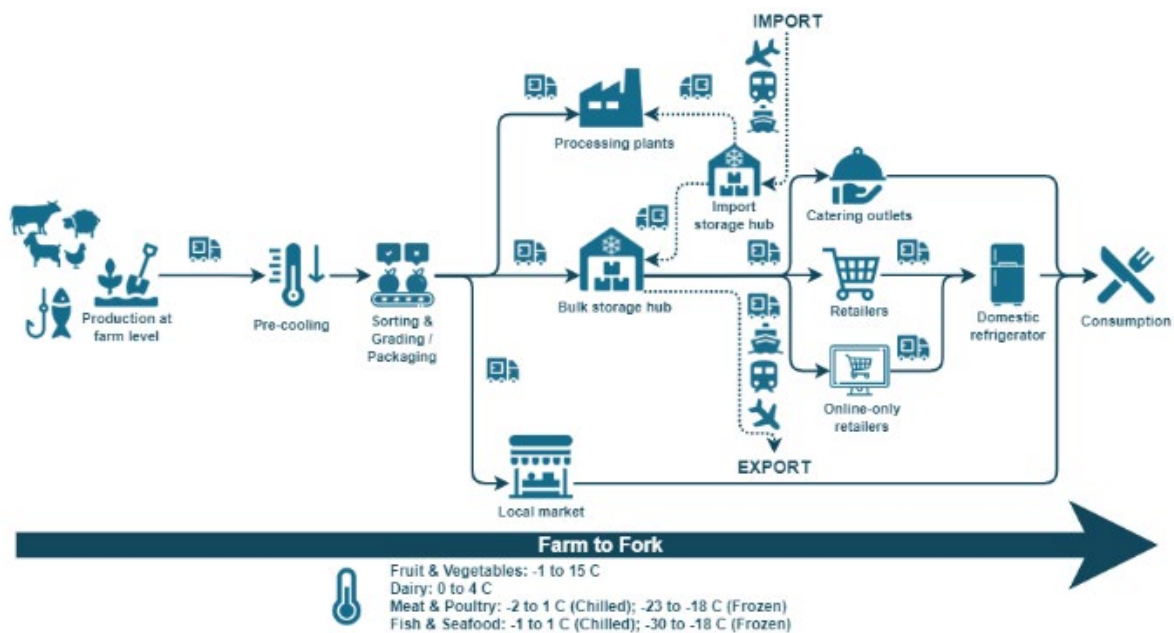 IMPORT
Processing plants
Import
storage hub
Catering outlets
Production at
farm level
Pre-cooling
Sorting &
Grading /
Packaging
Bulk storage hub
Retailers
Domestic
refrigerator
Consumption
Online-only
retailers
EXPORT
Local market
Farm to Fork
Fruit & Vegetables: -1 to 15 C
Dairy: 0 to 4 C
Meat & Poultry: -2 to 1 C (Chilled); -23 to -18 C (Frozen)
Fish & Seafood: -1 to 1 C (Chilled); -30 to -18 C (Frozen)